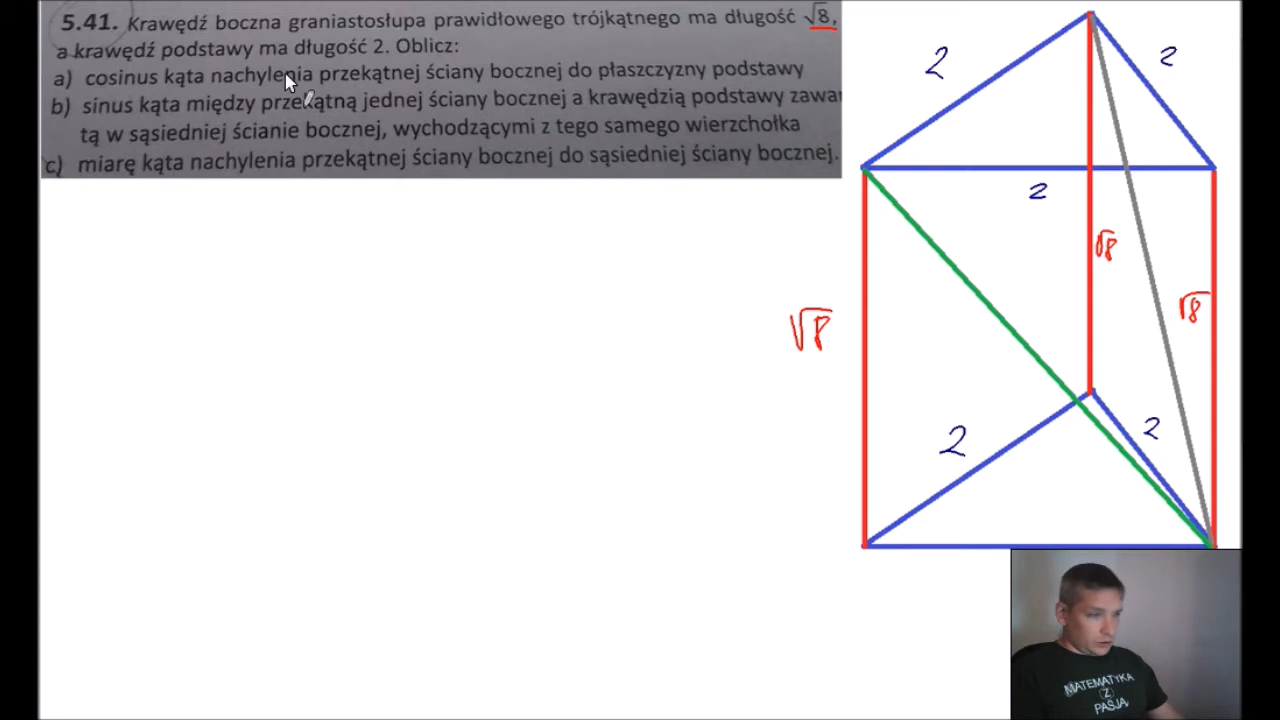 5.41. Krawędź boczna graniastosłupa prawidłowego trójkątnego ma długość √8,
a krawędź podstawy ma długość 2. Oblicz:
a) cosinus kąta nachylenia przekątnej ściany bocznej do płaszczyzny podstawy
b) sinus kąta między przekątną jednej ściany bocznej a krawędzią podstawy zawar
tą w sąsiedniej ścianie bocznej, wychodzącymi z tego samego wierzchołka
c) miarę kąta nachylenia przekątnej ściany bocznej do sąsiedniej ściany bocznej.
2
2
2
√8
√8
√8
2
2
MATEMATYKA
Z
PASJĄ